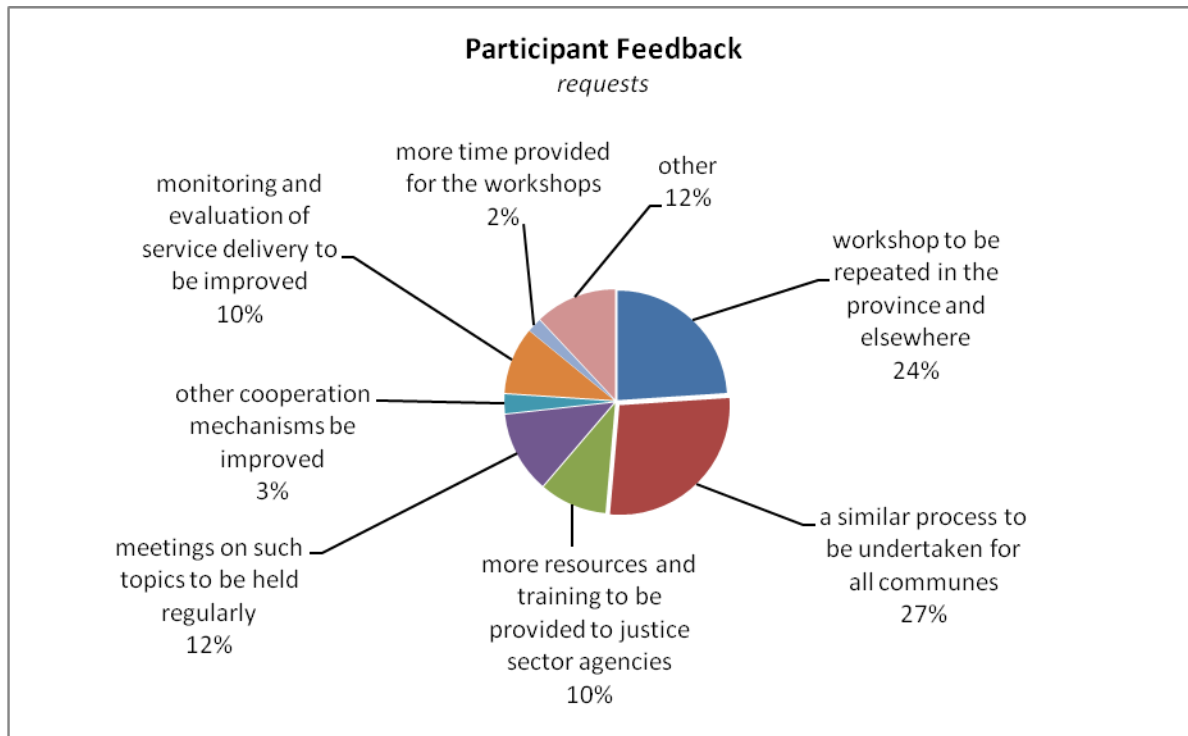 Participant Feedback
requests
more time provided
for the workshops
2%
other
12%
monitoring and
evaluation of
service delivery to
be improved
10%
workshop to be
repeated in the
province and
elsewhere
24%
other cooperation
mechanisms be
improved
3%
a similar process to
be undertaken for
all communes
27%
meetings on such
topics to be held
regularly
12%
more resources and
training to be
provided to justice
sector agencies
10%